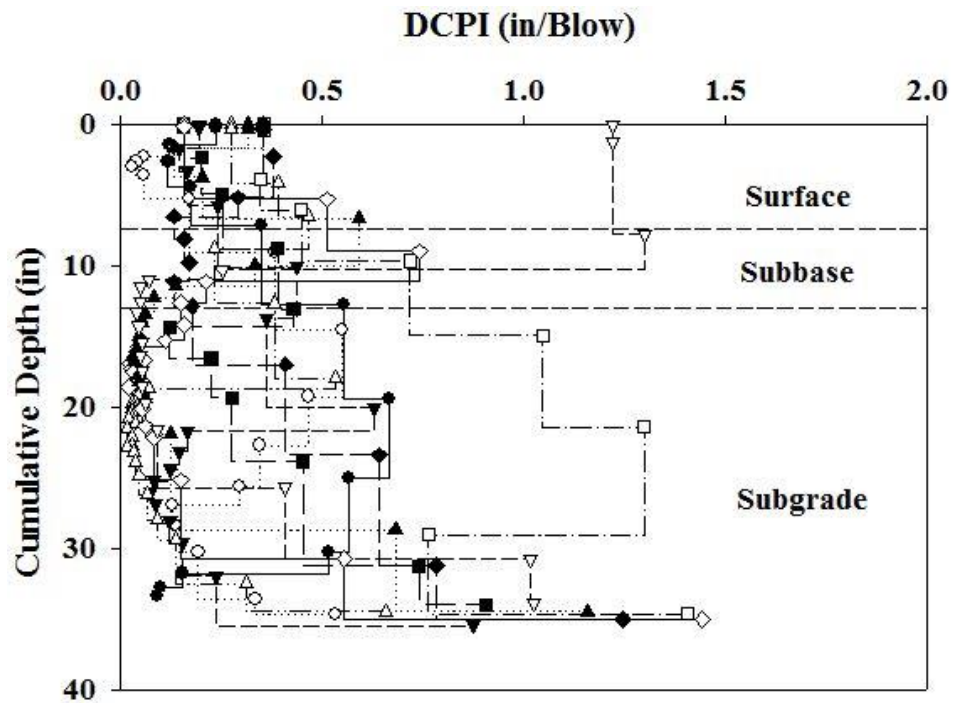 DCPI (in/Blow)
0.0 0.5 1.0 1.5 2.0
0
Surface
10
Subbase
20
Subgrade
30
40
Cumulative Depth (in)